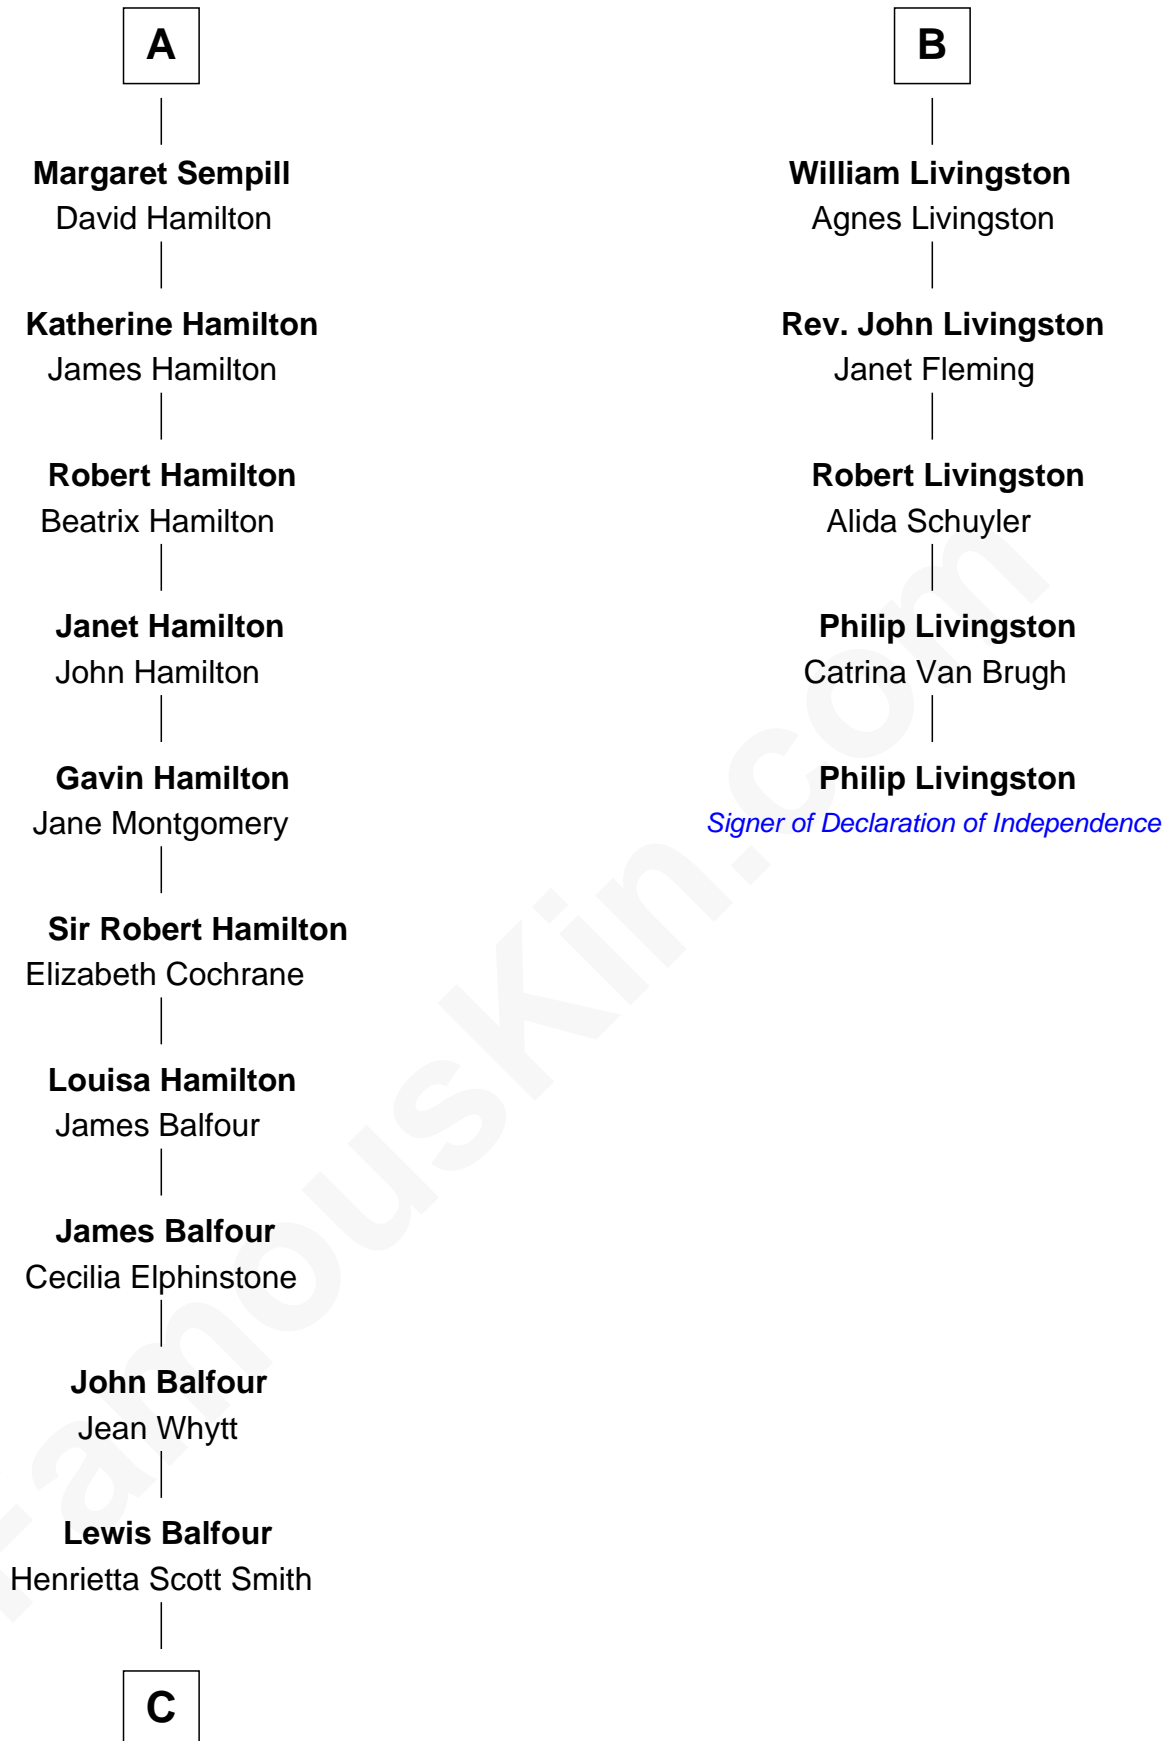 A
Margaret Sempill
David Hamilton
Katherine Hamilton
James Hamilton
Robert Hamilton
Beatrix Hamilton
Janet Hamilton
John Hamilton
Gavin Hamilton
Jane Montgomery
Sir Robert Hamilton
Elizabeth Cochrane
Louisa Hamilton
James Balfour
James Balfour
Cecilia Elphinstone
John Balfour
Jean Whytt
Lewis Balfour
Henrietta Scott Smith
C
B
William Livingston
Agnes Livingston
Rev. John Livingston
Janet Fleming
Robert Livingston
Alida Schuyler
Philip Livingston
Catrina Van Brugh
Philip Livingston
Signer of Declaration of Independence
FamousKin.com